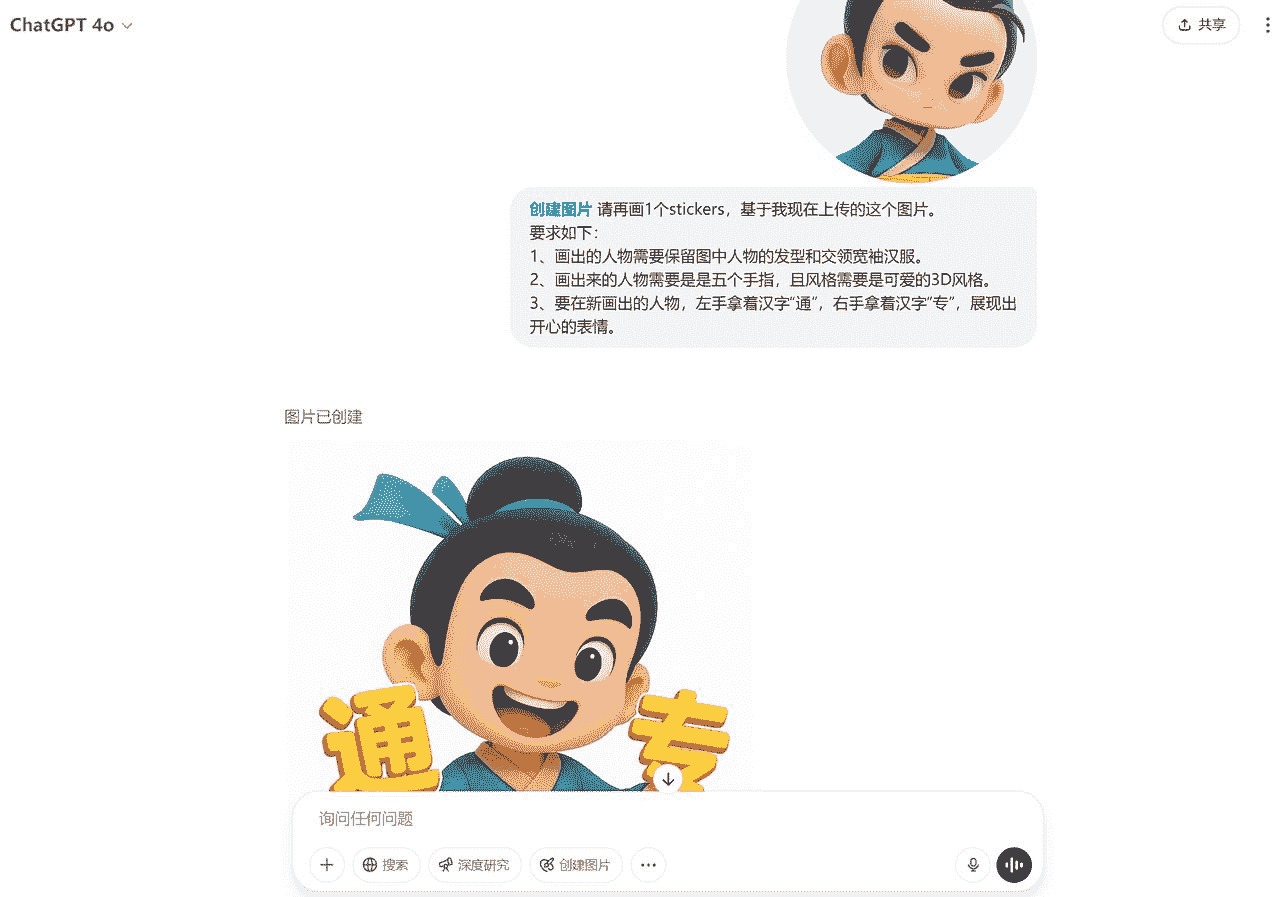 ChatGPT 4o
共享
创建图片 请再画1个stickers，基于我现在上传的这个图片。
要求如下：
1、画出的人物需要保留图中人物的发型和交领宽袖汉服。
2、画出来的人物需要是是五个手指，且风格需要是可爱的3D风格。
3、要在新画出的人物，左手拿着汉字“通”，右手拿着汉字“专”，展现出
开心的表情。
图片已创建
通
专
询问任何问题
搜索
深度研究
创建图片